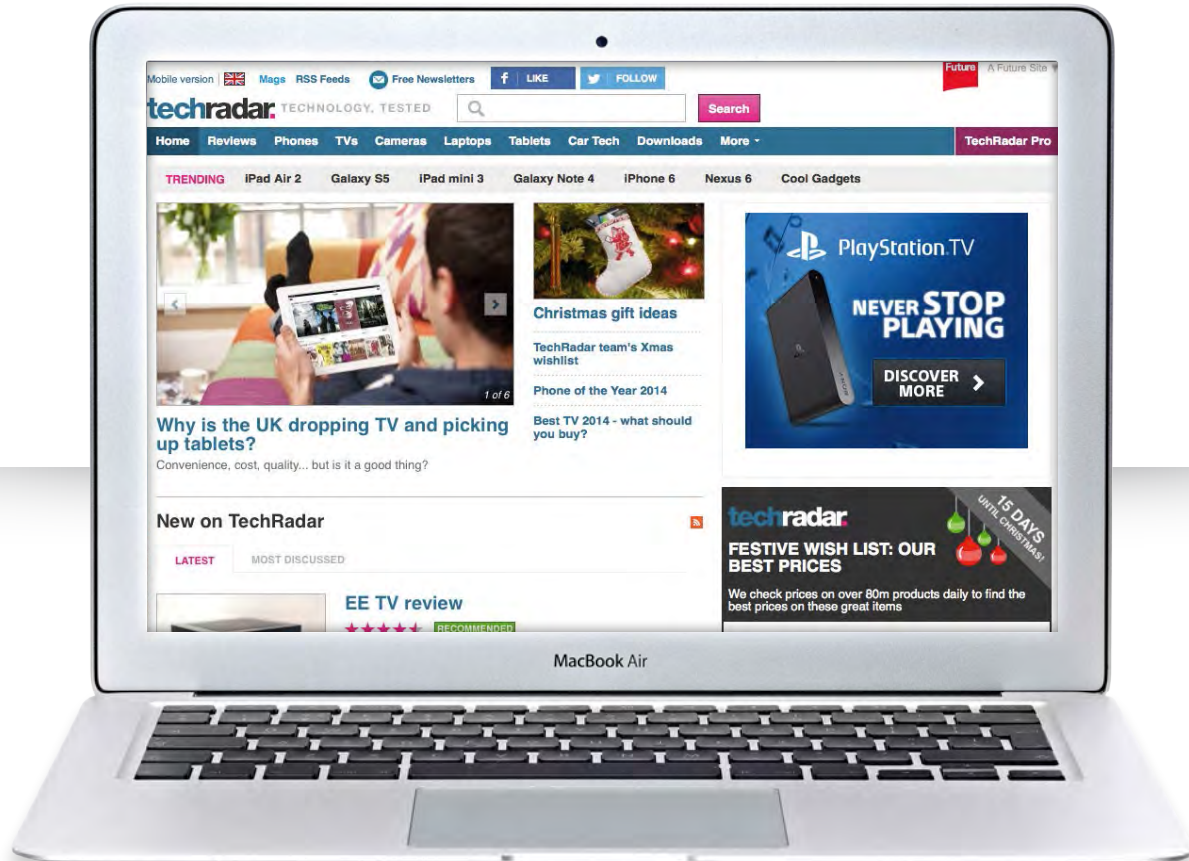 Mobile version
Mags
RSS Feeds
Free Newsletters
f LIKE
FOLLOW
Future
A Future Site
techradar.
TECHNOLOGY, TESTED
Search
Home Reviews Phones TVs Cameras Laptops Tablets Car Tech Downloads More
TechRadar Pro
TRENDING iPad Air 2 Galaxy S5 iPad mini 3 Galaxy Note 4 iPhone 6 Nexus 6 Cool Gadgets
1 of 6
Why is the UK dropping TV and picking
up tablets?
Convenience, cost, quality... but is it a good thing?
Christmas gift ideas
TechRadar team's Xmas
wishlist
Phone of the Year 2014
Best TV 2014 - what should
you buy?
PlayStation.TV
NEVER STOP
PLAYING
DISCOVER
MORE
New on TechRadar
LATEST
MOST DISCUSSED
EE TV review
RECOMMENDED
techradar.
15 DAYS
UNTIL CHRISTMAS!
FESTIVE WISH LIST: OUR
BEST PRICES
We check prices on over 80m products daily to find the
best prices on these great items
MacBook Air